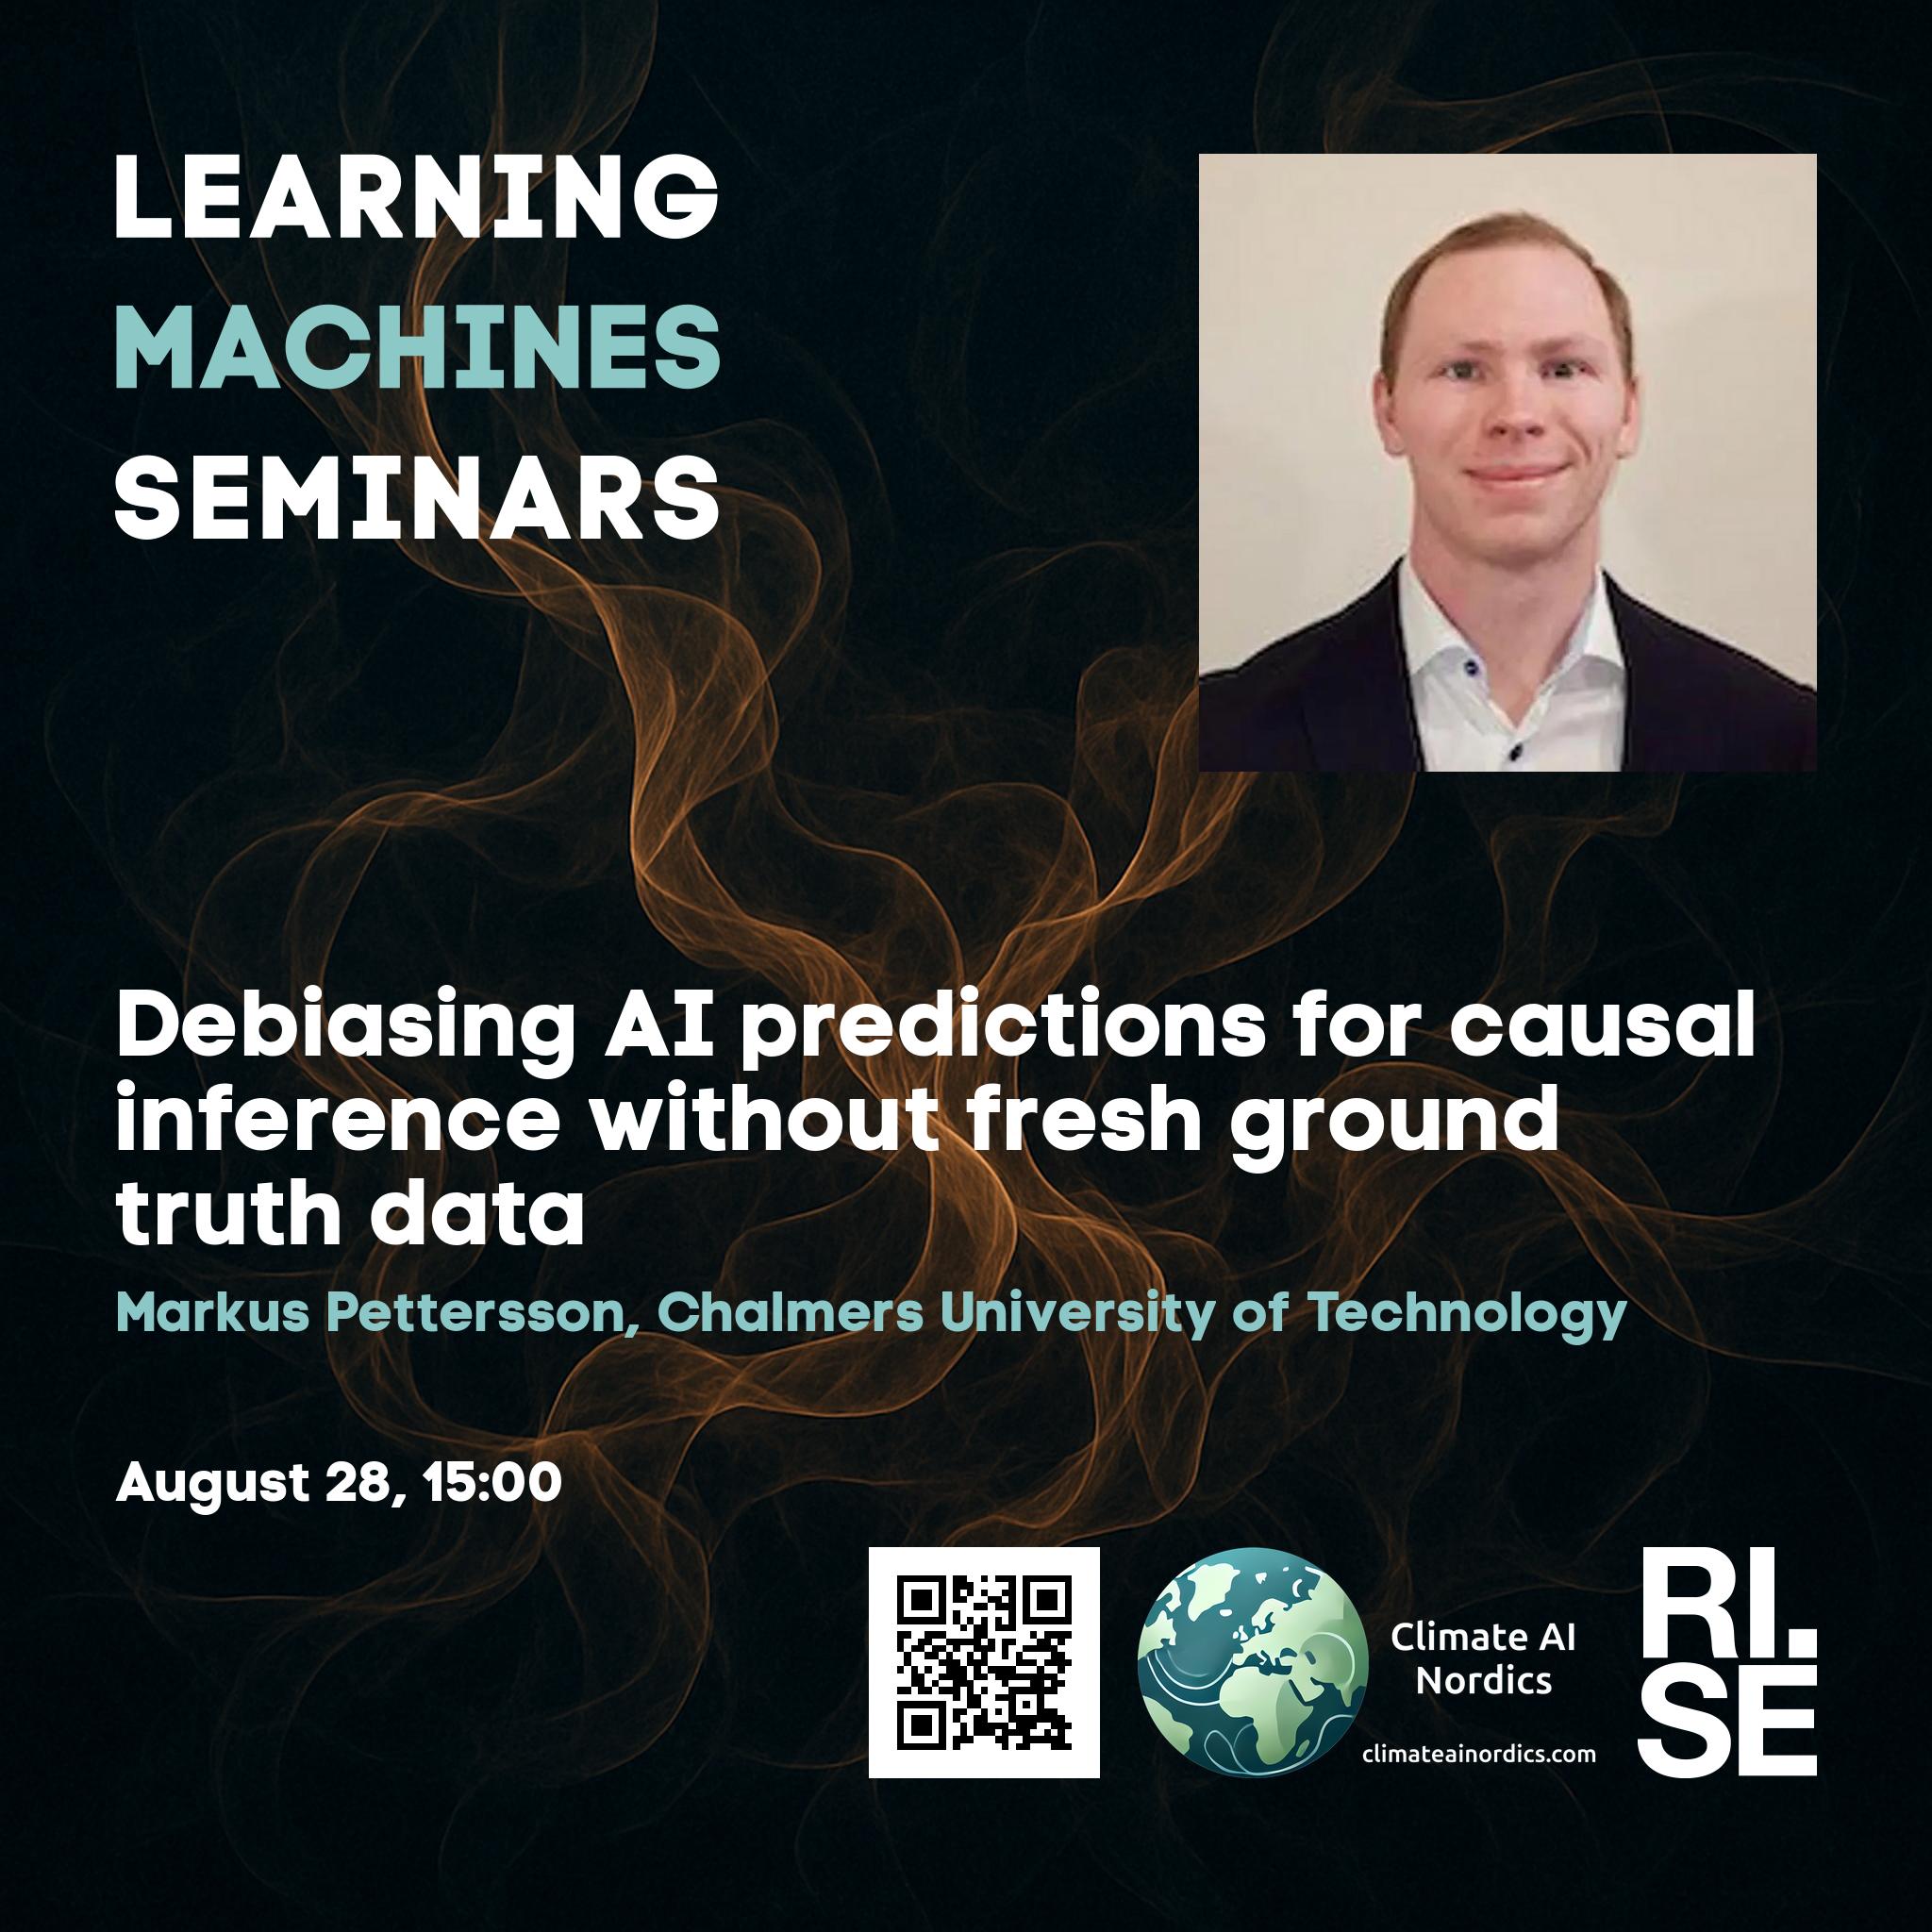 LEARNING
MACHINES
SEMINARS
Debiasing AI predictions for causal
inference without fresh ground
truth data
Markus Pettersson, Chalmers University of Technology
August 28, 15:00
Climate AI
Nordics
climateainordics.com
RI.
SE